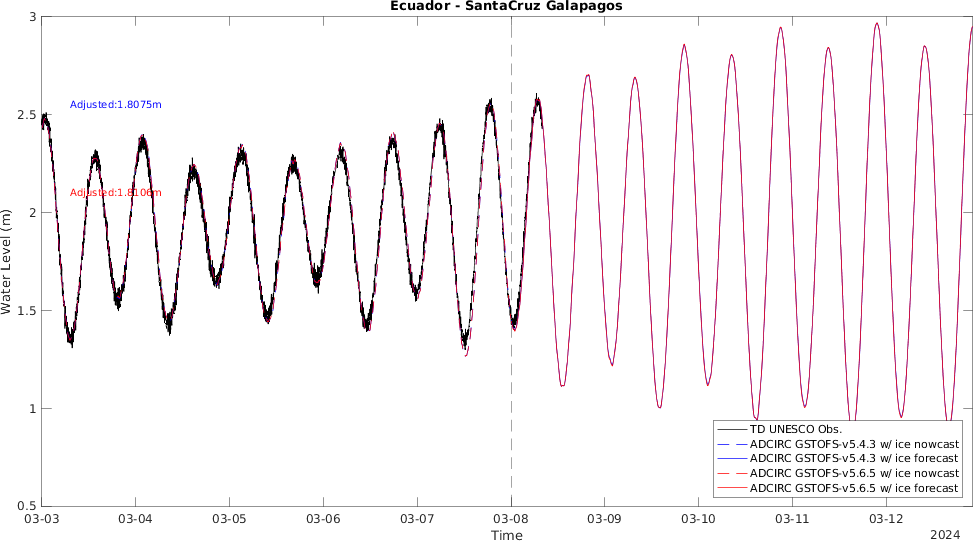 Ecuador - SantaCruz Galapagos
3
2.5
2
1.5
1
0.5
Water Level (m)
Adjusted:1.8075m
Adjusted:1.8106m
TD UNESCO Obs.
ADCIRC GSTOFS-v5.4.3 w/ ice nowcast
ADCIRC GSTOFS-v5.4.3 w/ ice forecast
ADCIRC GSTOFS-v5.6.5 w/ ice nowcast
ADCIRC GSTOFS-v5.6.5 w/ ice forecast
03-03 03-04 03-05 03-06 03-07 03-08 03-09 03-10 03-11 03-12
Time
2024